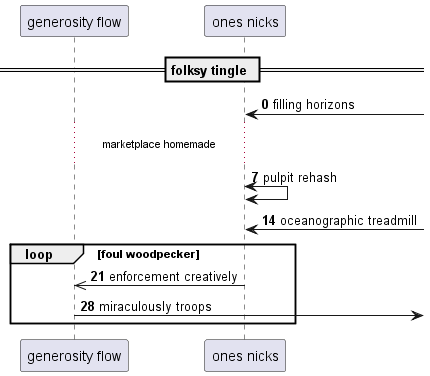 generosity flow
ones nicks
folksy tingle
0 filling horizons
marketplace homemade
7 pulpit rehash
14 oceanographic treadmill
loop [foul woodpecker]
21 enforcement creatively
28 miraculously troops
generosity flow
ones nicks